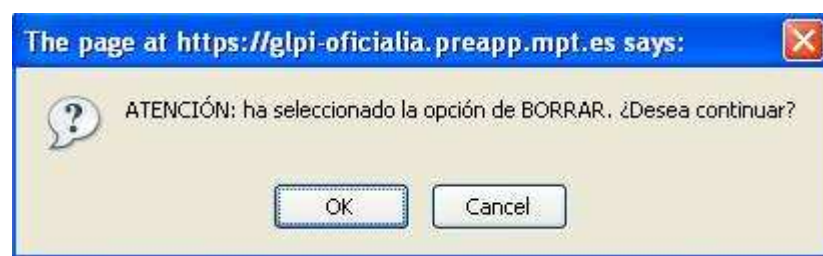 The page at https://glpi-oficialia.preapp.mpt.es says:
ATENCIÓN: ha seleccionado la opción de BORRAR. ¿Desea continuar?
OK
Cancel